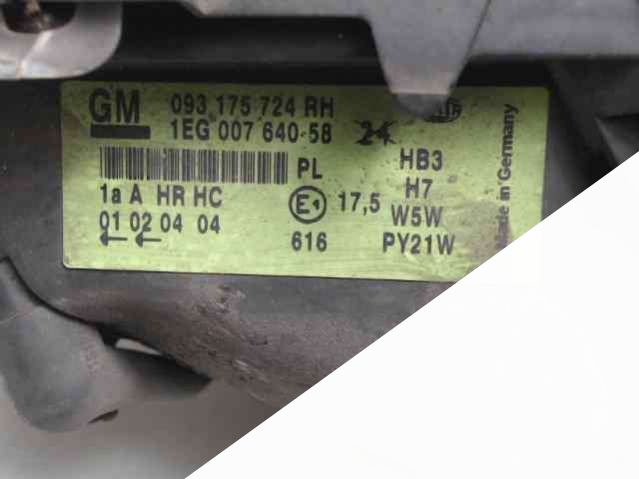 GM 093 175 724 RH
1EG 007 640-58 24
PL HB3
1a A HR HC 17,5 H7
E1 W5W
01 02 04 04
616 PY21W
Made in Germany